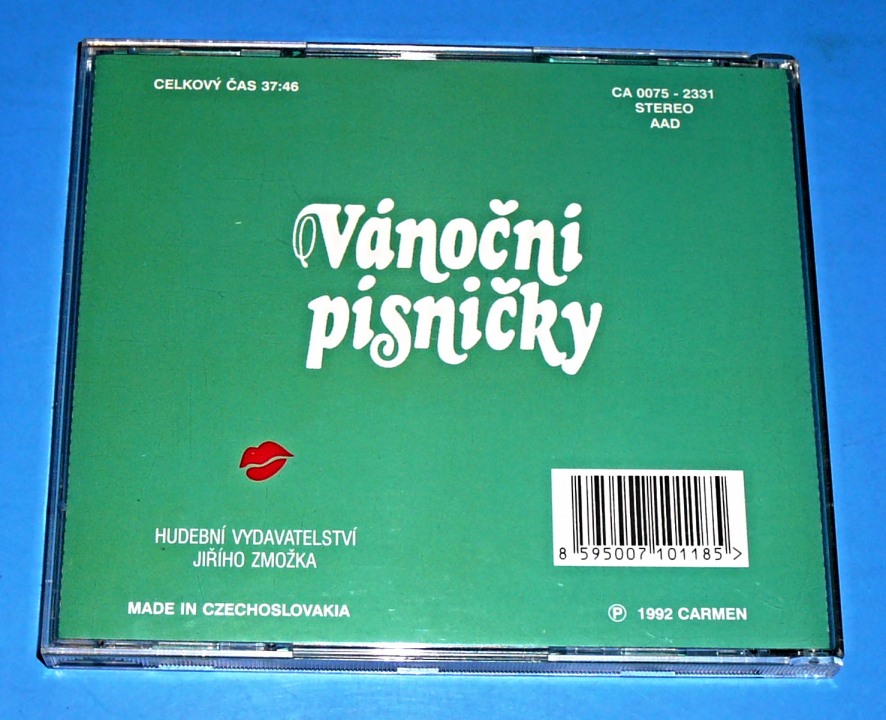 CELKOVÝ ČAS 37:46
CA 0075 - 2331
STEREO
AAD
Vánoční
písničky
HUDEBNÍ VYDAVATELSTVÍ
JIŘÍHO ZMOŽKA
8 595007 101185 >
MADE IN CZECHOSLOVAKIA
Ⓟ 1992 CARMEN